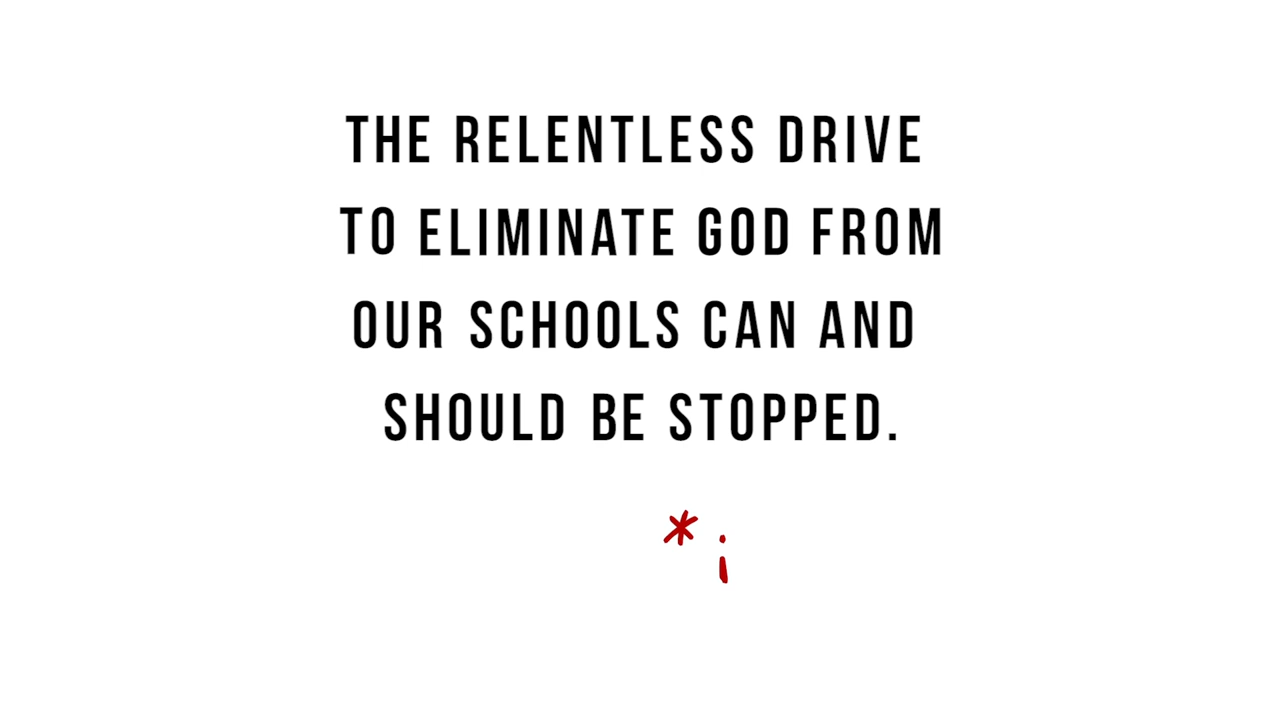 THE RELENTLESS DRIVE
TO ELIMINATE GOD FROM
OUR SCHOOLS CAN AND
SHOULD BE STOPPED.
* i